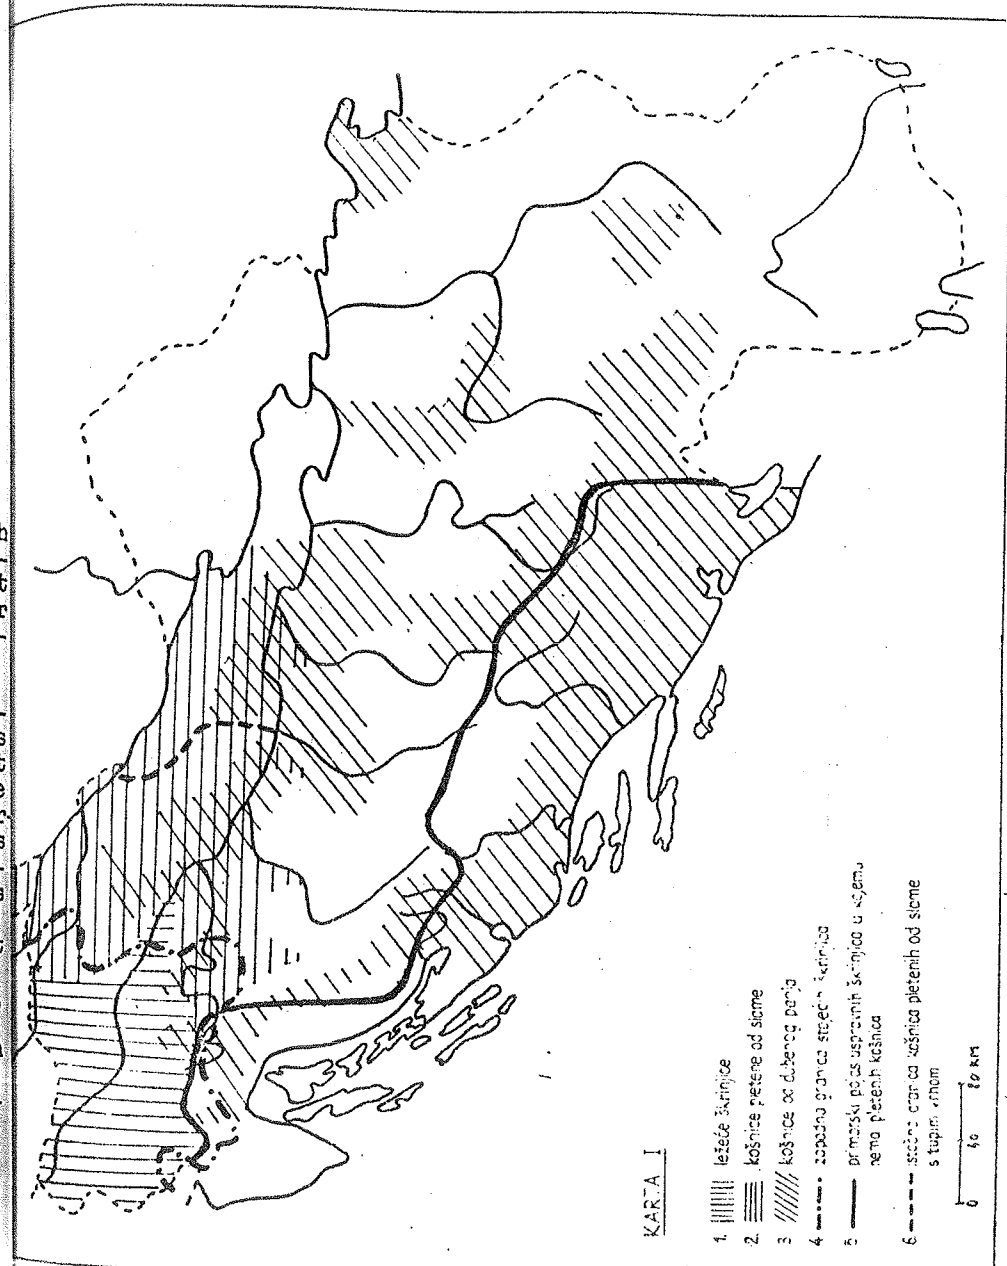 KARTA I
1. ležeće škrinjice
2. košnice pletene od slame
3 košnice od dubenog panja
4 zapadna granica stojećih škrinjica
5 primorski pojas uspravnih škrinjica u kojemu
nema pletenih košnica
6. istočna granica košnica pletenih od slame
s tupim vrhom
0 40 80 KM